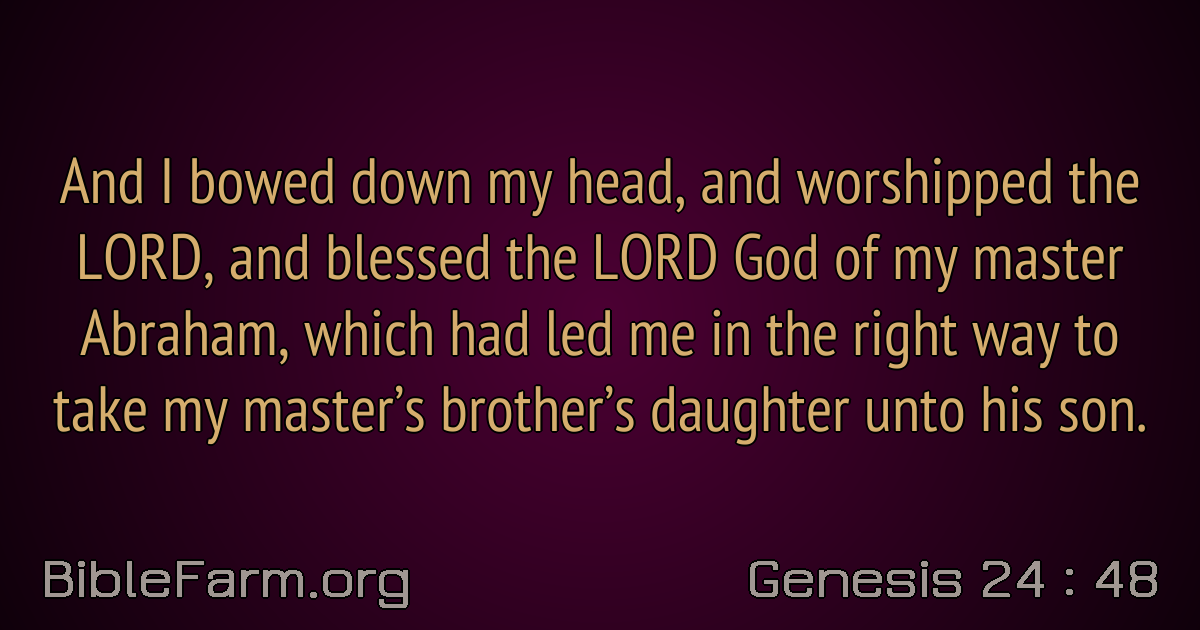 And I bowed down my head, and worshipped the
LORD, and blessed the LORD God of my master
Abraham, which had led me in the right way to
take my master’s brother’s daughter unto his son.
BibleFarm.org
Genesis 24 : 48